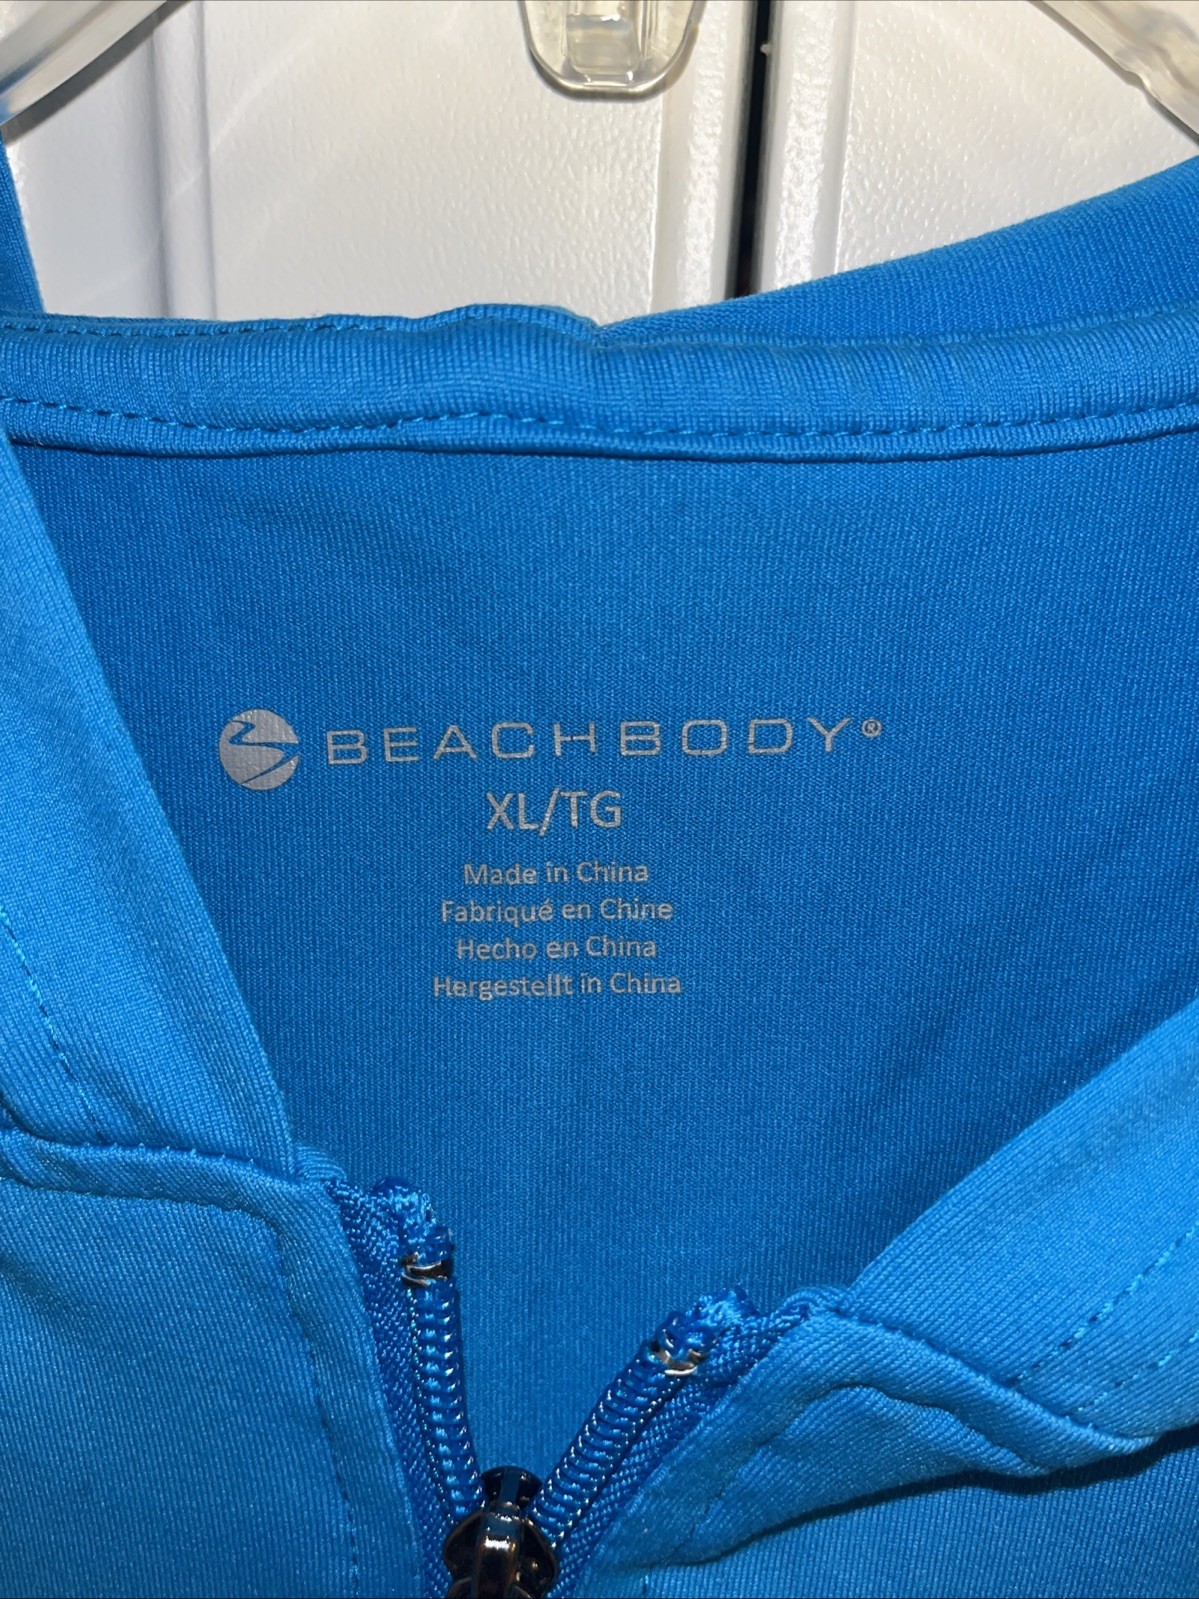 BEACHBODY®
XL/TG
Made in China
Fabriqué en Chine
Hecho en China
Hergestellt in China